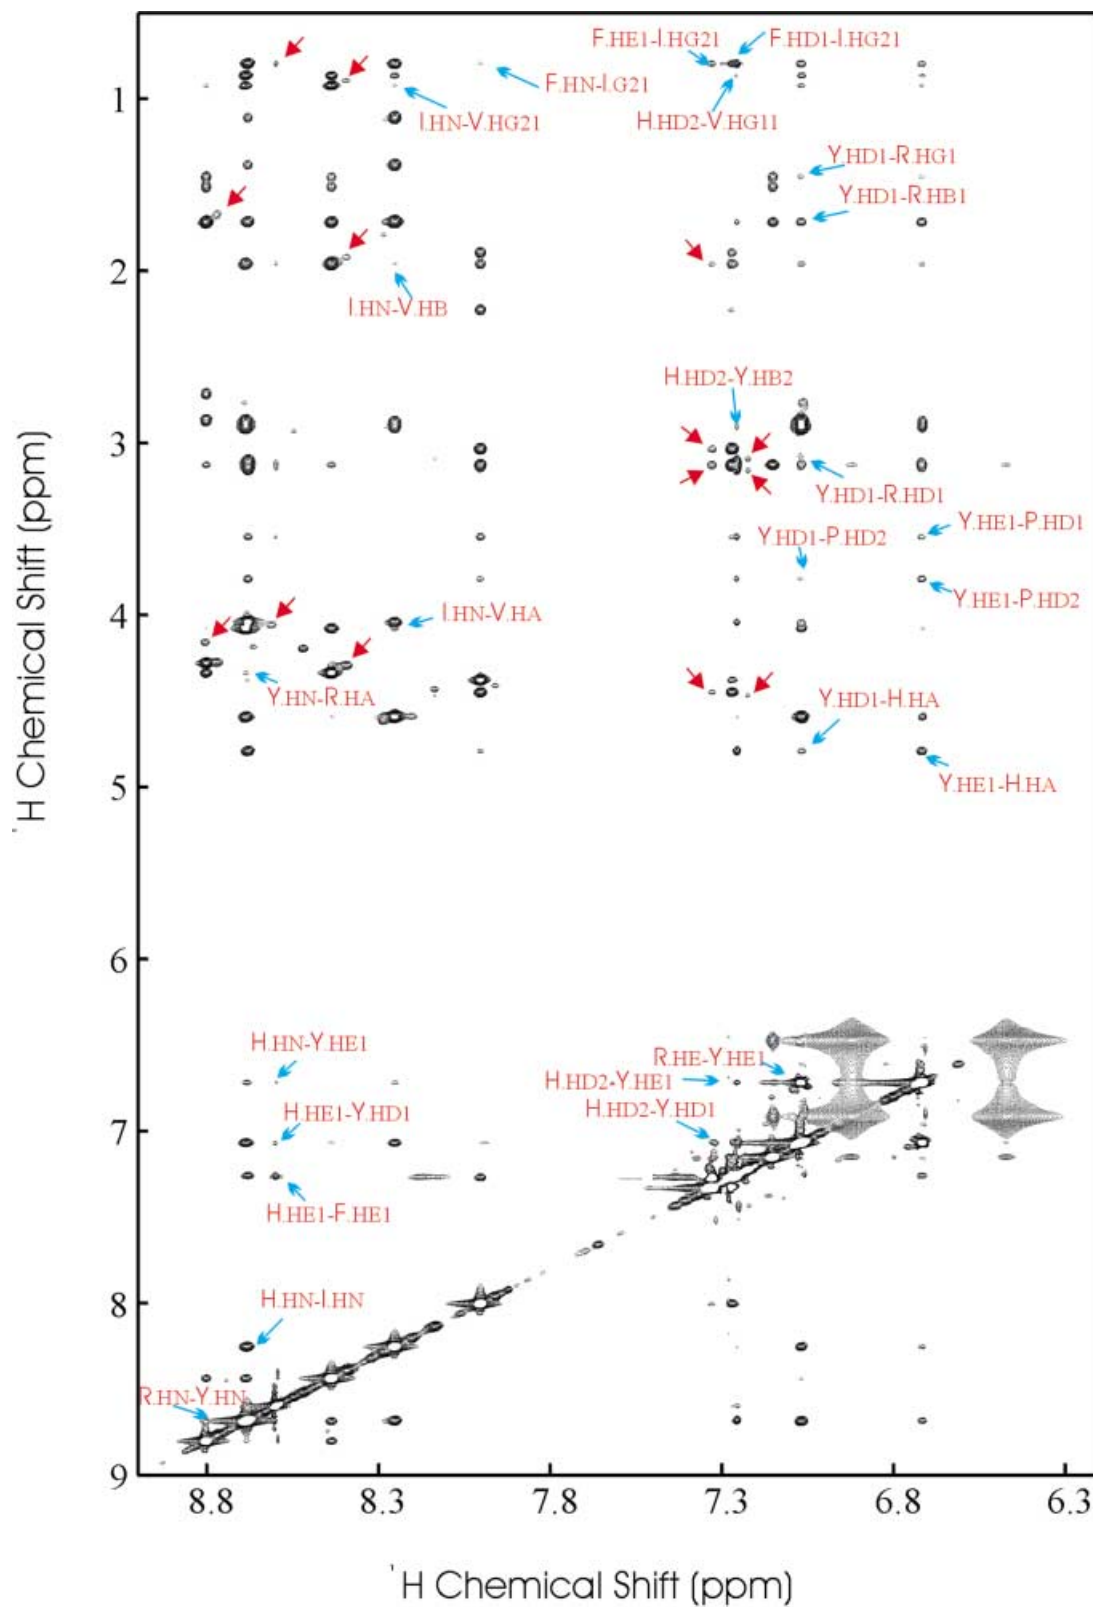 F.HE1-I.HG21
F.HD1-I.HG21
F.HN-I.G21
1
I.HN-V.HG21
H.HD2-V.HG11
Y.HD1-R.HG1
Y.HD1-R.HB1
2
I.HN-V.HB
H.HD2-Y.HB2
3
Y.HD1-R.HD1
Y.HE1-P.HD1
Y.HD1-P.HD2
Y.HE1-P.HD2
4
I.HN-V.HA
Y.HN-R.HA
Y.HD1-H.HA
Y.HE1-H.HA
5
6
H.HN-Y.HE1
R.HE-Y.HE1
H.HD2-Y.HE1
H.HE1-Y.HD1
H.HD2-Y.HD1
7
H.HE1-F.HE1
H.HN-I.HN
8
R.HN-Y.HN
9
8.8 8.3 7.8 7.3 6.8 6.3
¹H Chemical Shift (ppm)
¹H Chemical Shift (ppm)